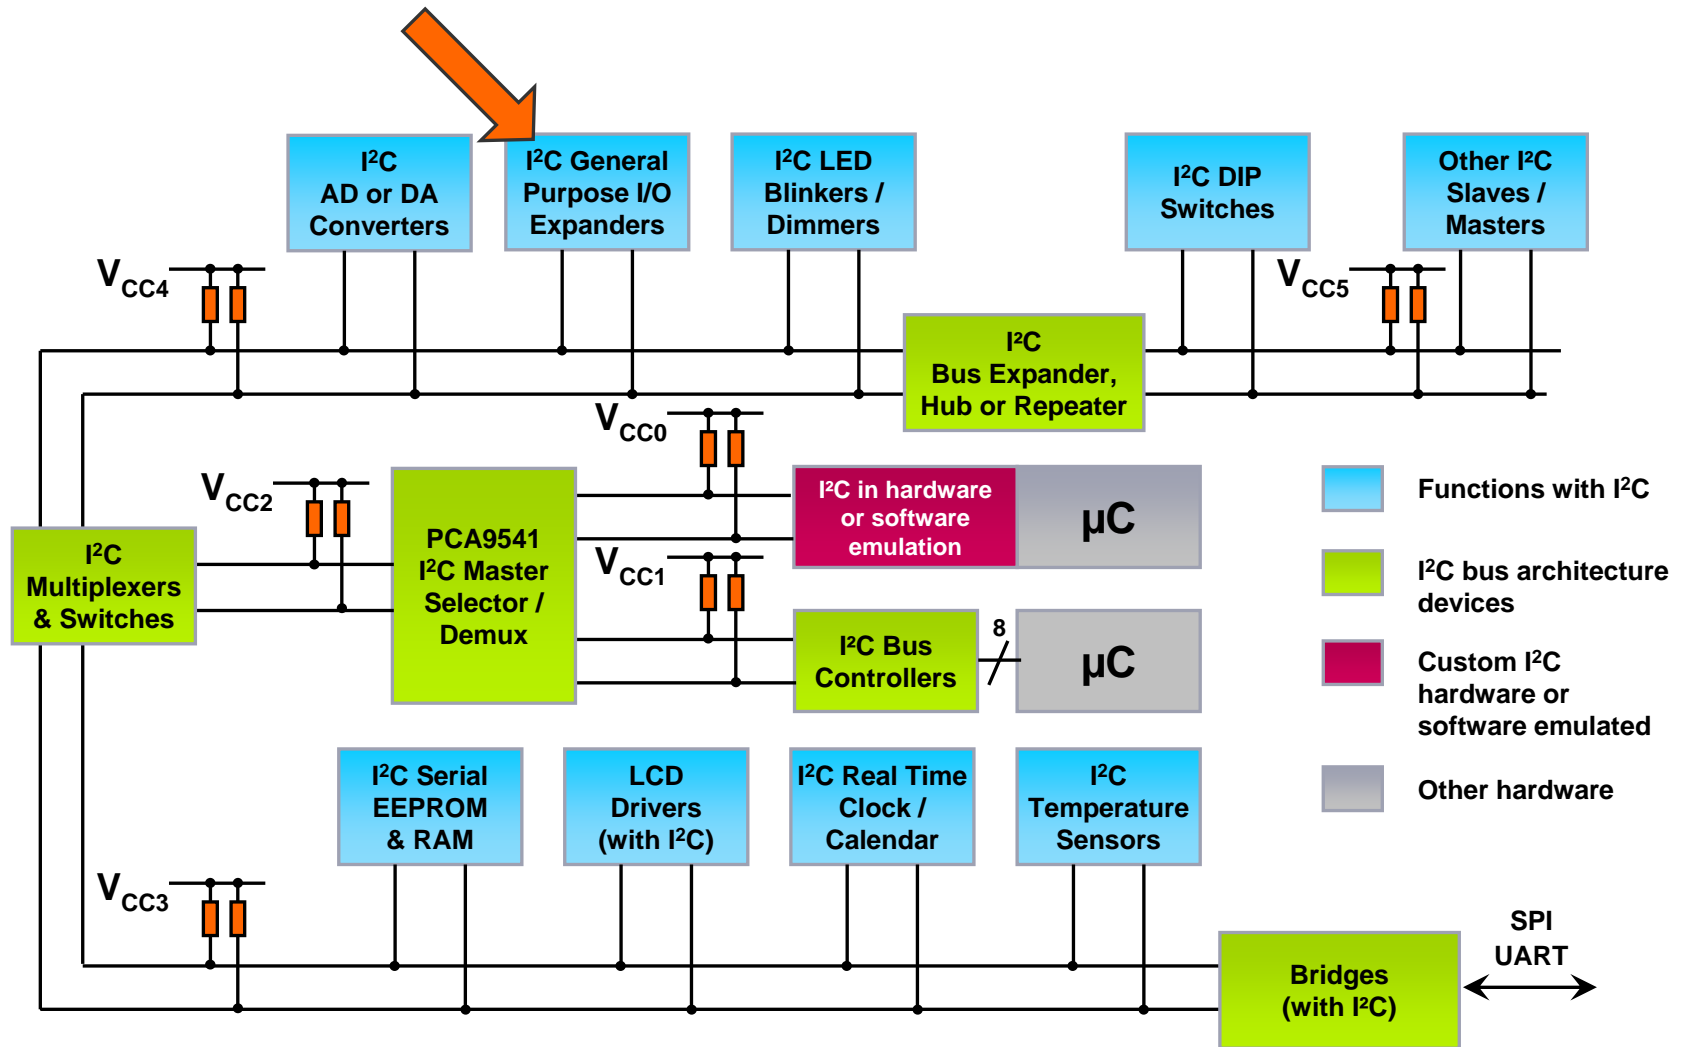 I²C
AD or DA
Converters
I²C General
Purpose I/O
Expanders
I²C LED
Blinkers /
Dimmers
I²C DIP
Switches
Other I²C
Slaves /
Masters
VCC4
VCC5
I²C
Bus Expander,
Hub or Repeater
VCC0
VCC2
I²C
Multiplexers
& Switches
PCA9541
I²C Master
Selector /
Demux
I²C in hardware
or software
emulation
µC
VCC1
I²C Bus
Controllers
8
µC
Functions with I²C
I²C bus architecture
devices
Custom I²C
hardware or
software emulated
Other hardware
I²C Serial
EEPROM
& RAM
LCD
Drivers
(with I²C)
I²C Real Time
Clock /
Calendar
I²C
Temperature
Sensors
VCC3
Bridges
(with I²C)
SPI
UART